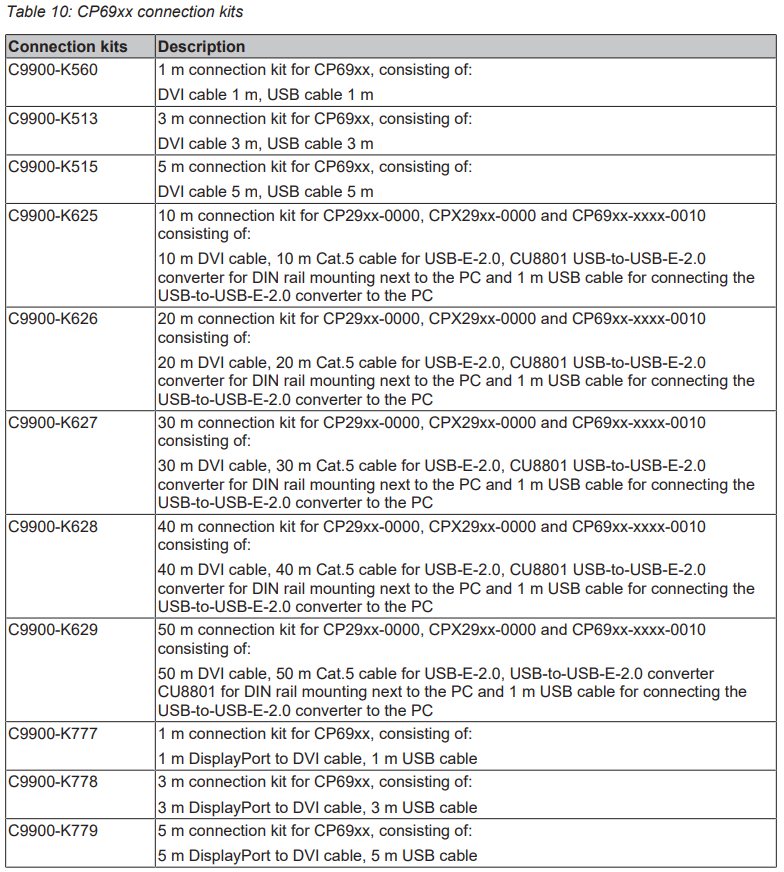 Table 10: CP69xx connection kits
Connection kits Description
C9900-K560 1 m connection kit for CP69xx, consisting of:
DVI cable 1 m, USB cable 1 m
C9900-K513 3 m connection kit for CP69xx, consisting of:
DVI cable 3 m, USB cable 3 m
C9900-K515 5 m connection kit for CP69xx, consisting of:
DVI cable 5 m, USB cable 5 m
C9900-K625 10 m connection kit for CP29xx-0000, CPX29xx-0000 and CP69xx-xxxx-0010
consisting of:
10 m DVI cable, 10 m Cat.5 cable for USB-E-2.0, CU8801 USB-to-USB-E-2.0
converter for DIN rail mounting next to the PC and 1 m USB cable for connecting the
USB-to-USB-E-2.0 converter to the PC
C9900-K626 20 m connection kit for CP29xx-0000, CPX29xx-0000 and CP69xx-xxxx-0010
consisting of:
20 m DVI cable, 20 m Cat.5 cable for USB-E-2.0, CU8801 USB-to-USB-E-2.0
converter for DIN rail mounting next to the PC and 1 m USB cable for connecting the
USB-to-USB-E-2.0 converter to the PC
C9900-K627 30 m connection kit for CP29xx-0000, CPX29xx-0000 and CP69xx-xxxx-0010
consisting of:
30 m DVI cable, 30 m Cat.5 cable for USB-E-2.0, CU8801 USB-to-USB-E-2.0
converter for DIN rail mounting next to the PC and 1 m USB cable for connecting the
USB-to-USB-E-2.0 converter to the PC
C9900-K628 40 m connection kit for CP29xx-0000, CPX29xx-0000 and CP69xx-xxxx-0010
consisting of:
40 m DVI cable, 40 m Cat.5 cable for USB-E-2.0, CU8801 USB-to-USB-E-2.0
converter for DIN rail mounting next to the PC and 1 m USB cable for connecting the
USB-to-USB-E-2.0 converter to the PC
C9900-K629 50 m connection kit for CP29xx-0000, CPX29xx-0000 and CP69xx-xxxx-0010
consisting of:
50 m DVI cable, 50 m Cat.5 cable for USB-E-2.0, USB-to-USB-E-2.0 converter
CU8801 for DIN rail mounting next to the PC and 1 m USB cable for connecting the
USB-to-USB-E-2.0 converter to the PC
C9900-K777 1 m connection kit for CP69xx, consisting of:
1 m DisplayPort to DVI cable, 1 m USB cable
C9900-K778 3 m connection kit for CP69xx, consisting of:
3 m DisplayPort to DVI cable, 3 m USB cable
C9900-K779 5 m connection kit for CP69xx, consisting of:
5 m DisplayPort to DVI cable, 5 m USB cable